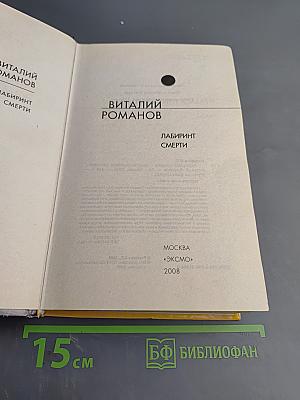 ВИТАЛИЙ
РОМАНОВ
ЛАБИРИНТ
СМЕРТИ
ВИТАЛИЙ
РОМАНОВ
ЛАБИРИНТ
СМЕРТИ
МОСКВА
«ЭКСМО»
2008
15 см
БФ БИБЛИОФАН